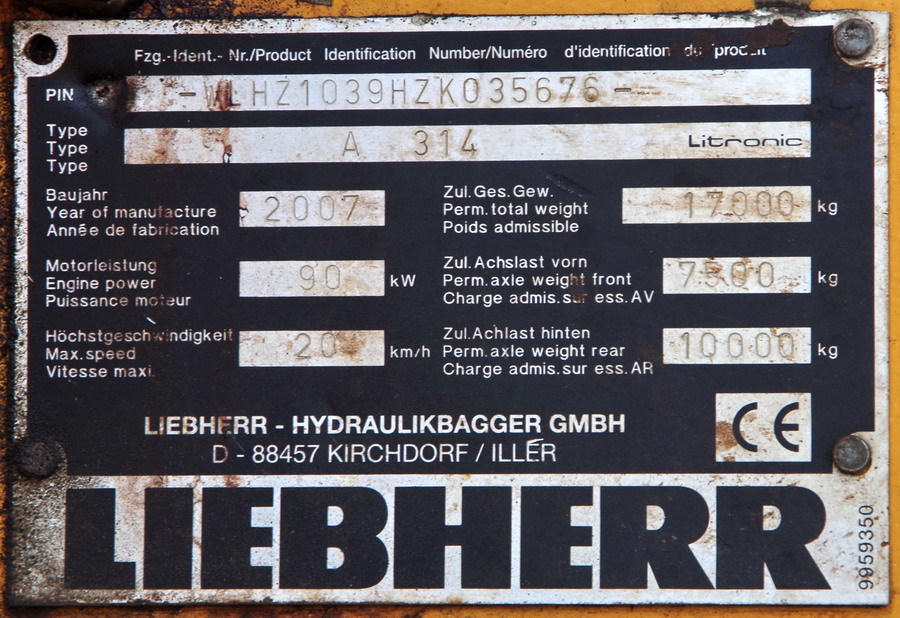 Fzg.-Ident.- Nr./Product Identification Number/Numéro d'identification du produit
PIN -WLHZ1039HZK035676-
Type
Type A 314 Litronic
Type
Baujahr
Year of manufacture 2007
Année de fabrication
Zul.Ges.Gew.
Perm.total weight 17000 kg
Poids admissible
Motorleistung
Engine power 90 kW
Puissance moteur
Zul.Achslast vorn
Perm.axle weight front 7500 kg
Charge admis.sur ess.AV
Höchstgeschwindigkeit
Max.speed 20 km/h
Vitesse maxi.
Zul.Achlast hinten
Perm.axle weight rear 10000 kg
Charge admis.sur ess.AR
LIEBHERR - HYDRAULIKBAGGER GMBH
D - 88457 KIRCHDORF / ILLER
CE
LIEBHERR
9959350